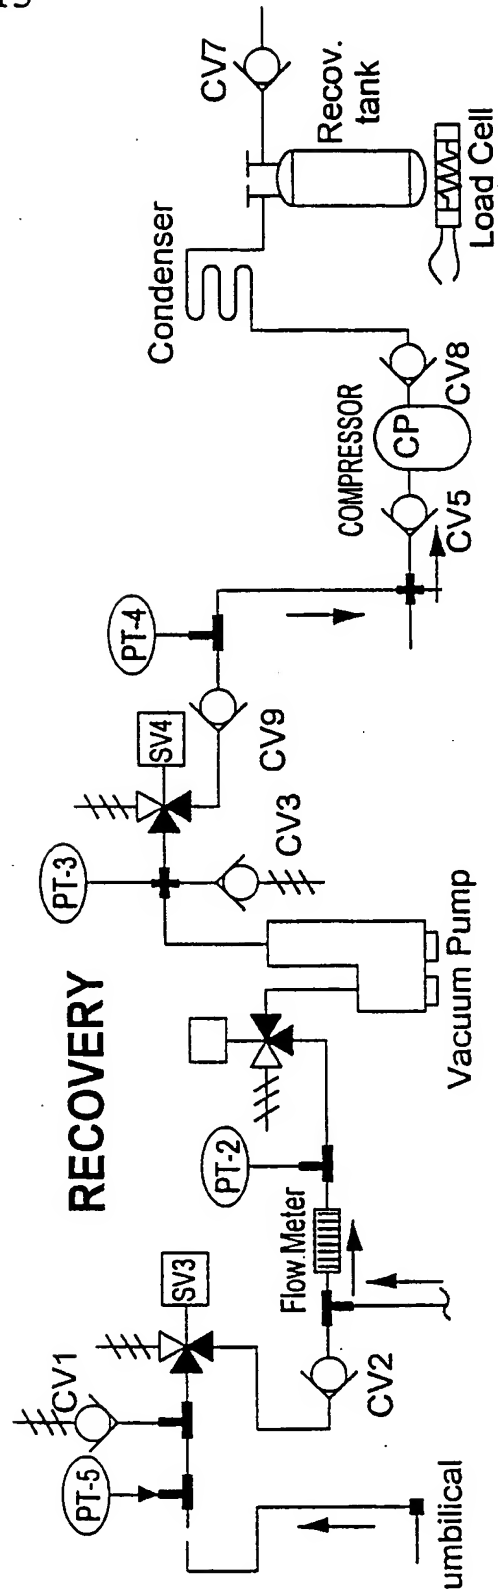 RECOVERY
umbilical
PT-5
CV1
SV3
CV2
Flow.Meter
PT-2
Vacuum Pump
PT-3
CV3
SV4
CV9
PT-4
COMPRESSOR
CV5
CP
CV8
Condenser
CV7
Recov.
tank
Load Cell